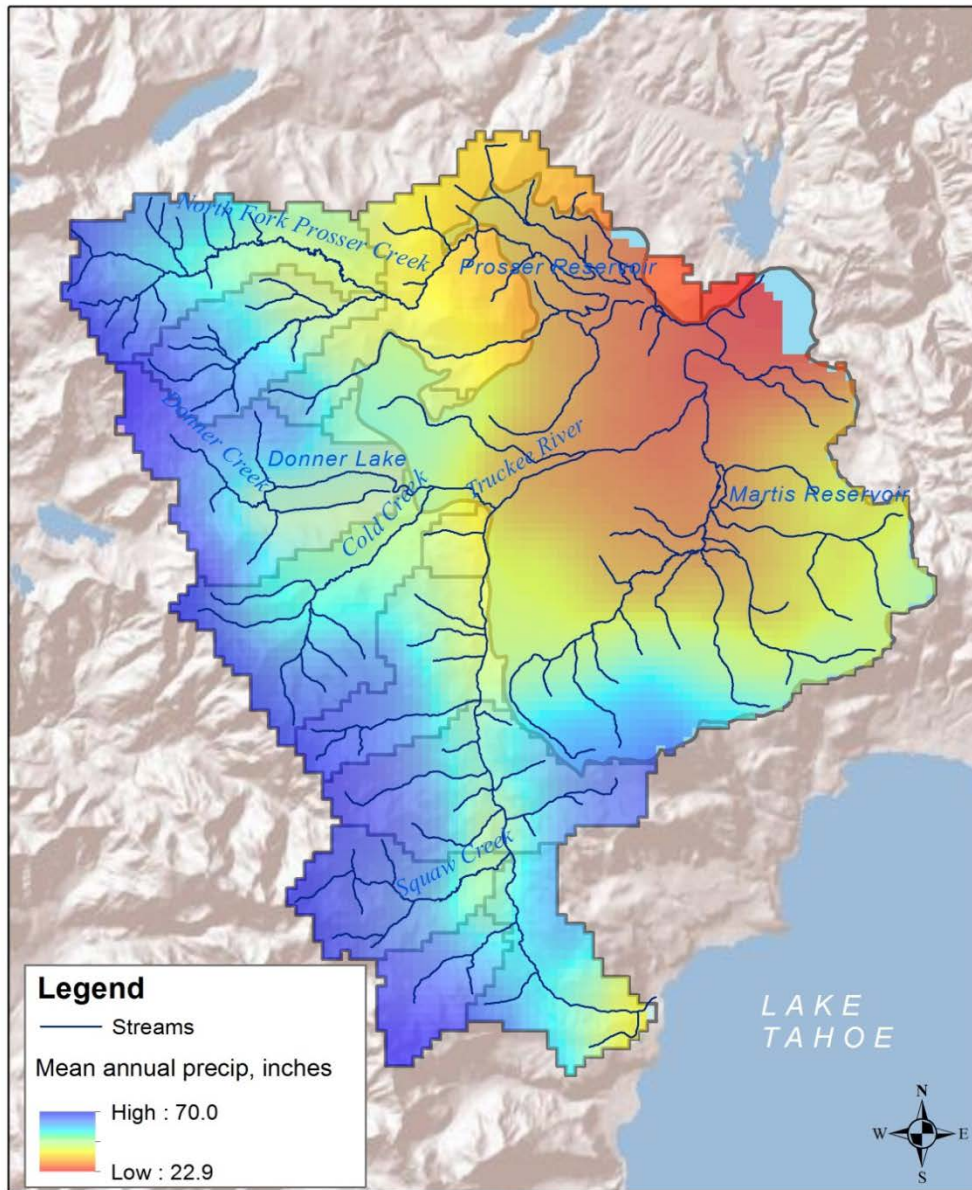 North Fork Prosser Creek
Prosser Reservoir
Donner Creek
Donner Lake
Truckee River
Cold Creek
Martis Reservoir
Squaw Creek
Legend
Streams
Mean annual precip, inches
High : 70.0
Low : 22.9
LAKE
TAHOE
N
W
E
S